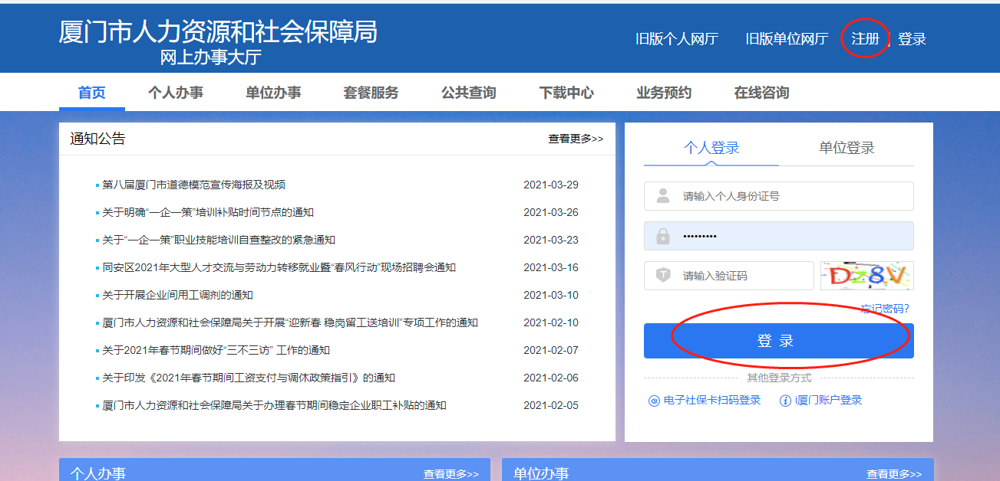 厦门市人力资源和社会保障局
网上办事大厅
旧版个人网厅 旧版单位网厅 注册 | 登录
首页 个人办事 单位办事 套餐服务 公共查询 下载中心 业务预约 在线咨询
通知公告 查看更多>>
第八届厦门市道德模范宣传海报及视频 2021-03-29
关于明确“一企一策”培训补贴时间节点的通知 2021-03-26
关于“一企一策”职业技能培训自查整改的紧急通知 2021-03-23
同安区2021年大型人才交流与劳动力转移就业暨“春风行动”现场招聘会通知 2021-03-16
关于开展企业间用工调剂的通知 2021-03-10
厦门市人力资源和社会保障局关于开展“迎新春 稳岗留工送培训”专项工作的通知 2021-02-10
关于2021年春节期间做好“三不三访” 工作的通知 2021-02-07
关于印发《2021年春节期间工资支付与调休政策指引》的通知 2021-02-06
厦门市人力资源和社会保障局关于办理春节期间稳定企业职工补贴的通知 2021-02-05
个人登录 单位登录
请输入个人身份证号
•••••••••
请输入验证码 Dz8V
忘记密码?
登 录
其他登录方式
电子社保卡扫码登录 i厦门账户登录
个人办事 查看更多>> 单位办事 查看更多>>